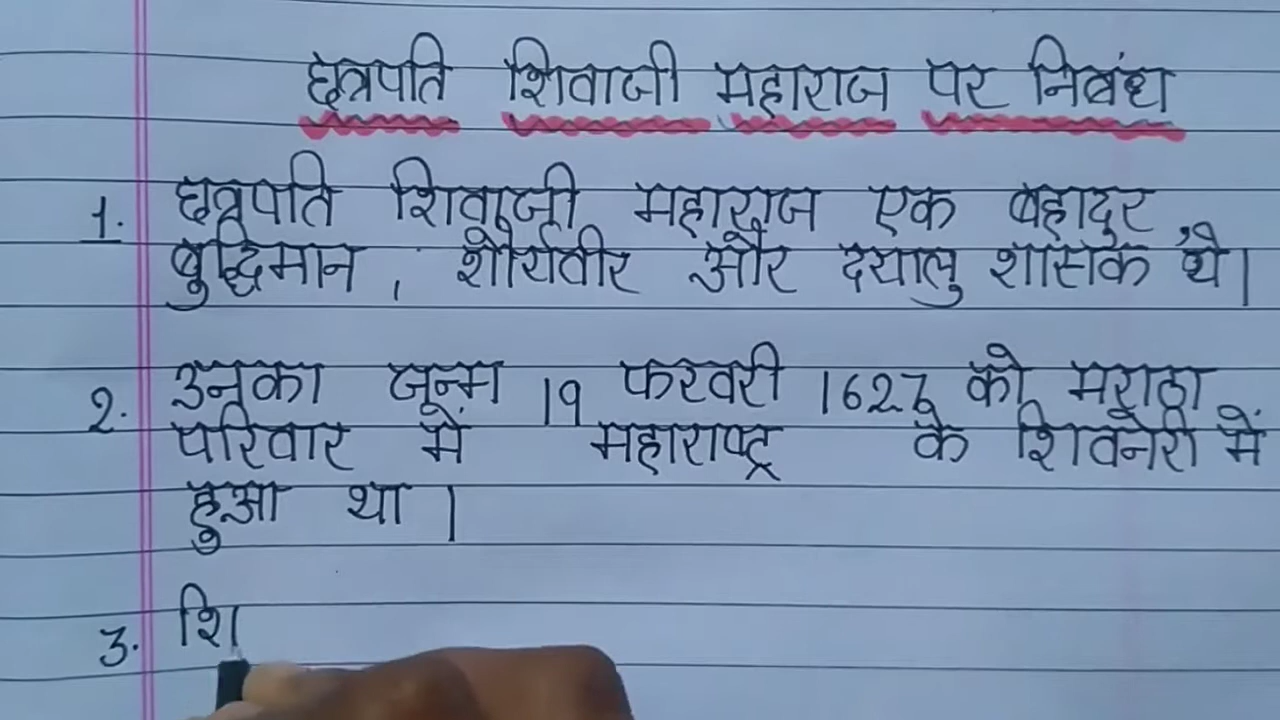 छत्रपति शिवाजी महाराज पर निबंध
1. छत्रपति शिवाजी महाराज एक बहादुर
बुद्धिमान, शौर्यवीर और दयालु शासक थे।
2. उनका जन्म 19 फरवरी 1627 को मराठा
परिवार में महाराष्ट्र के शिवनेरी में
हुआ था।
3. शि